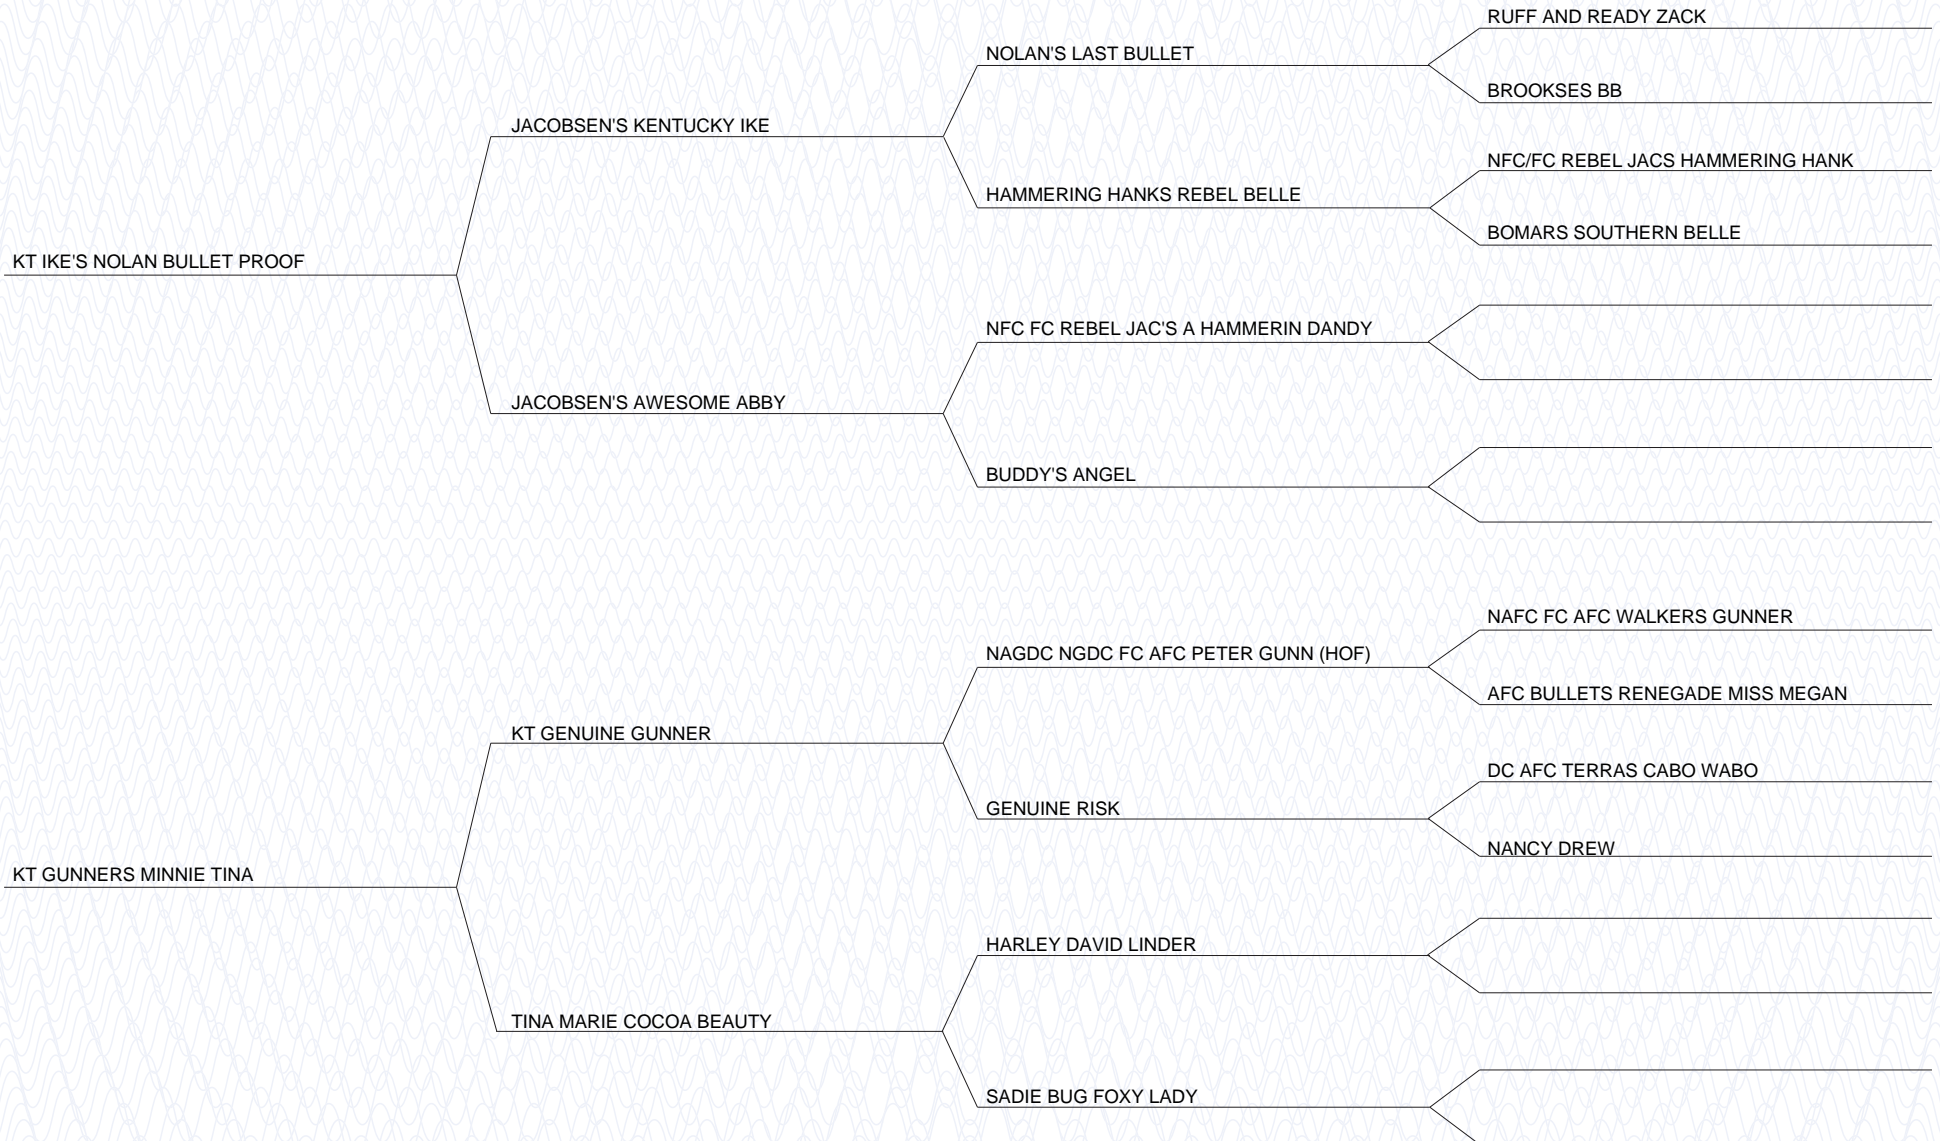 RUFF AND READY ZACK
NOLAN'S LAST BULLET
BROOKSES BB
JACOBSEN'S KENTUCKY IKE
NFC/FC REBEL JACS HAMMERING HANK
HAMMERING HANKS REBEL BELLE
BOMARS SOUTHERN BELLE
KT IKE'S NOLAN BULLET PROOF
NFC FC REBEL JAC'S A HAMMERIN DANDY
JACOBSEN'S AWESOME ABBY
BUDDY'S ANGEL
NAFC FC AFC WALKERS GUNNER
NAGDC NGDC FC AFC PETER GUNN (HOF)
AFC BULLETS RENEGADE MISS MEGAN
KT GENUINE GUNNER
DC AFC TERRAS CABO WABO
GENUINE RISK
NANCY DREW
KT GUNNERS MINNIE TINA
HARLEY DAVID LINDER
TINA MARIE COCOA BEAUTY
SADIE BUG FOXY LADY